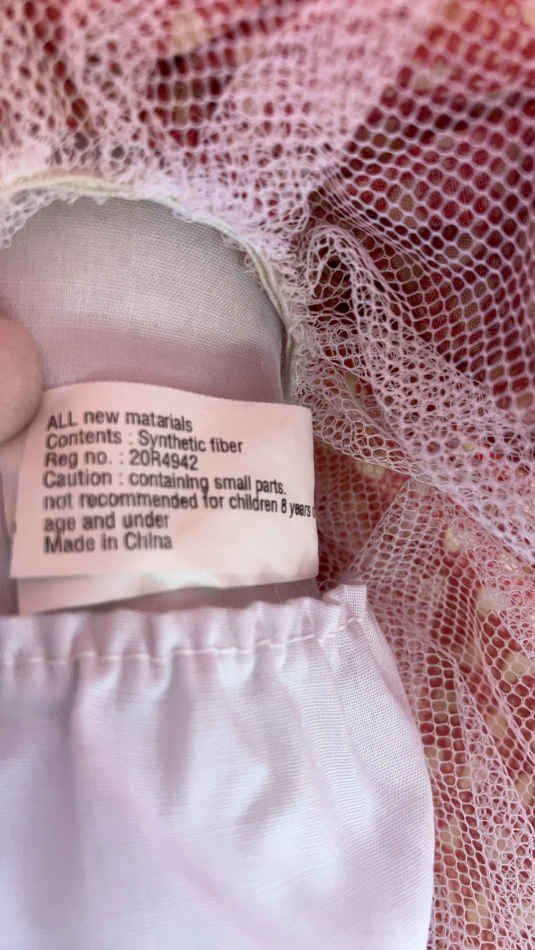 ALL new matarials
Contents : Synthetic fiber
Reg no. : 20R4942
Caution : containing small parts.
not recommended for children 8 years
age and under
Made in China